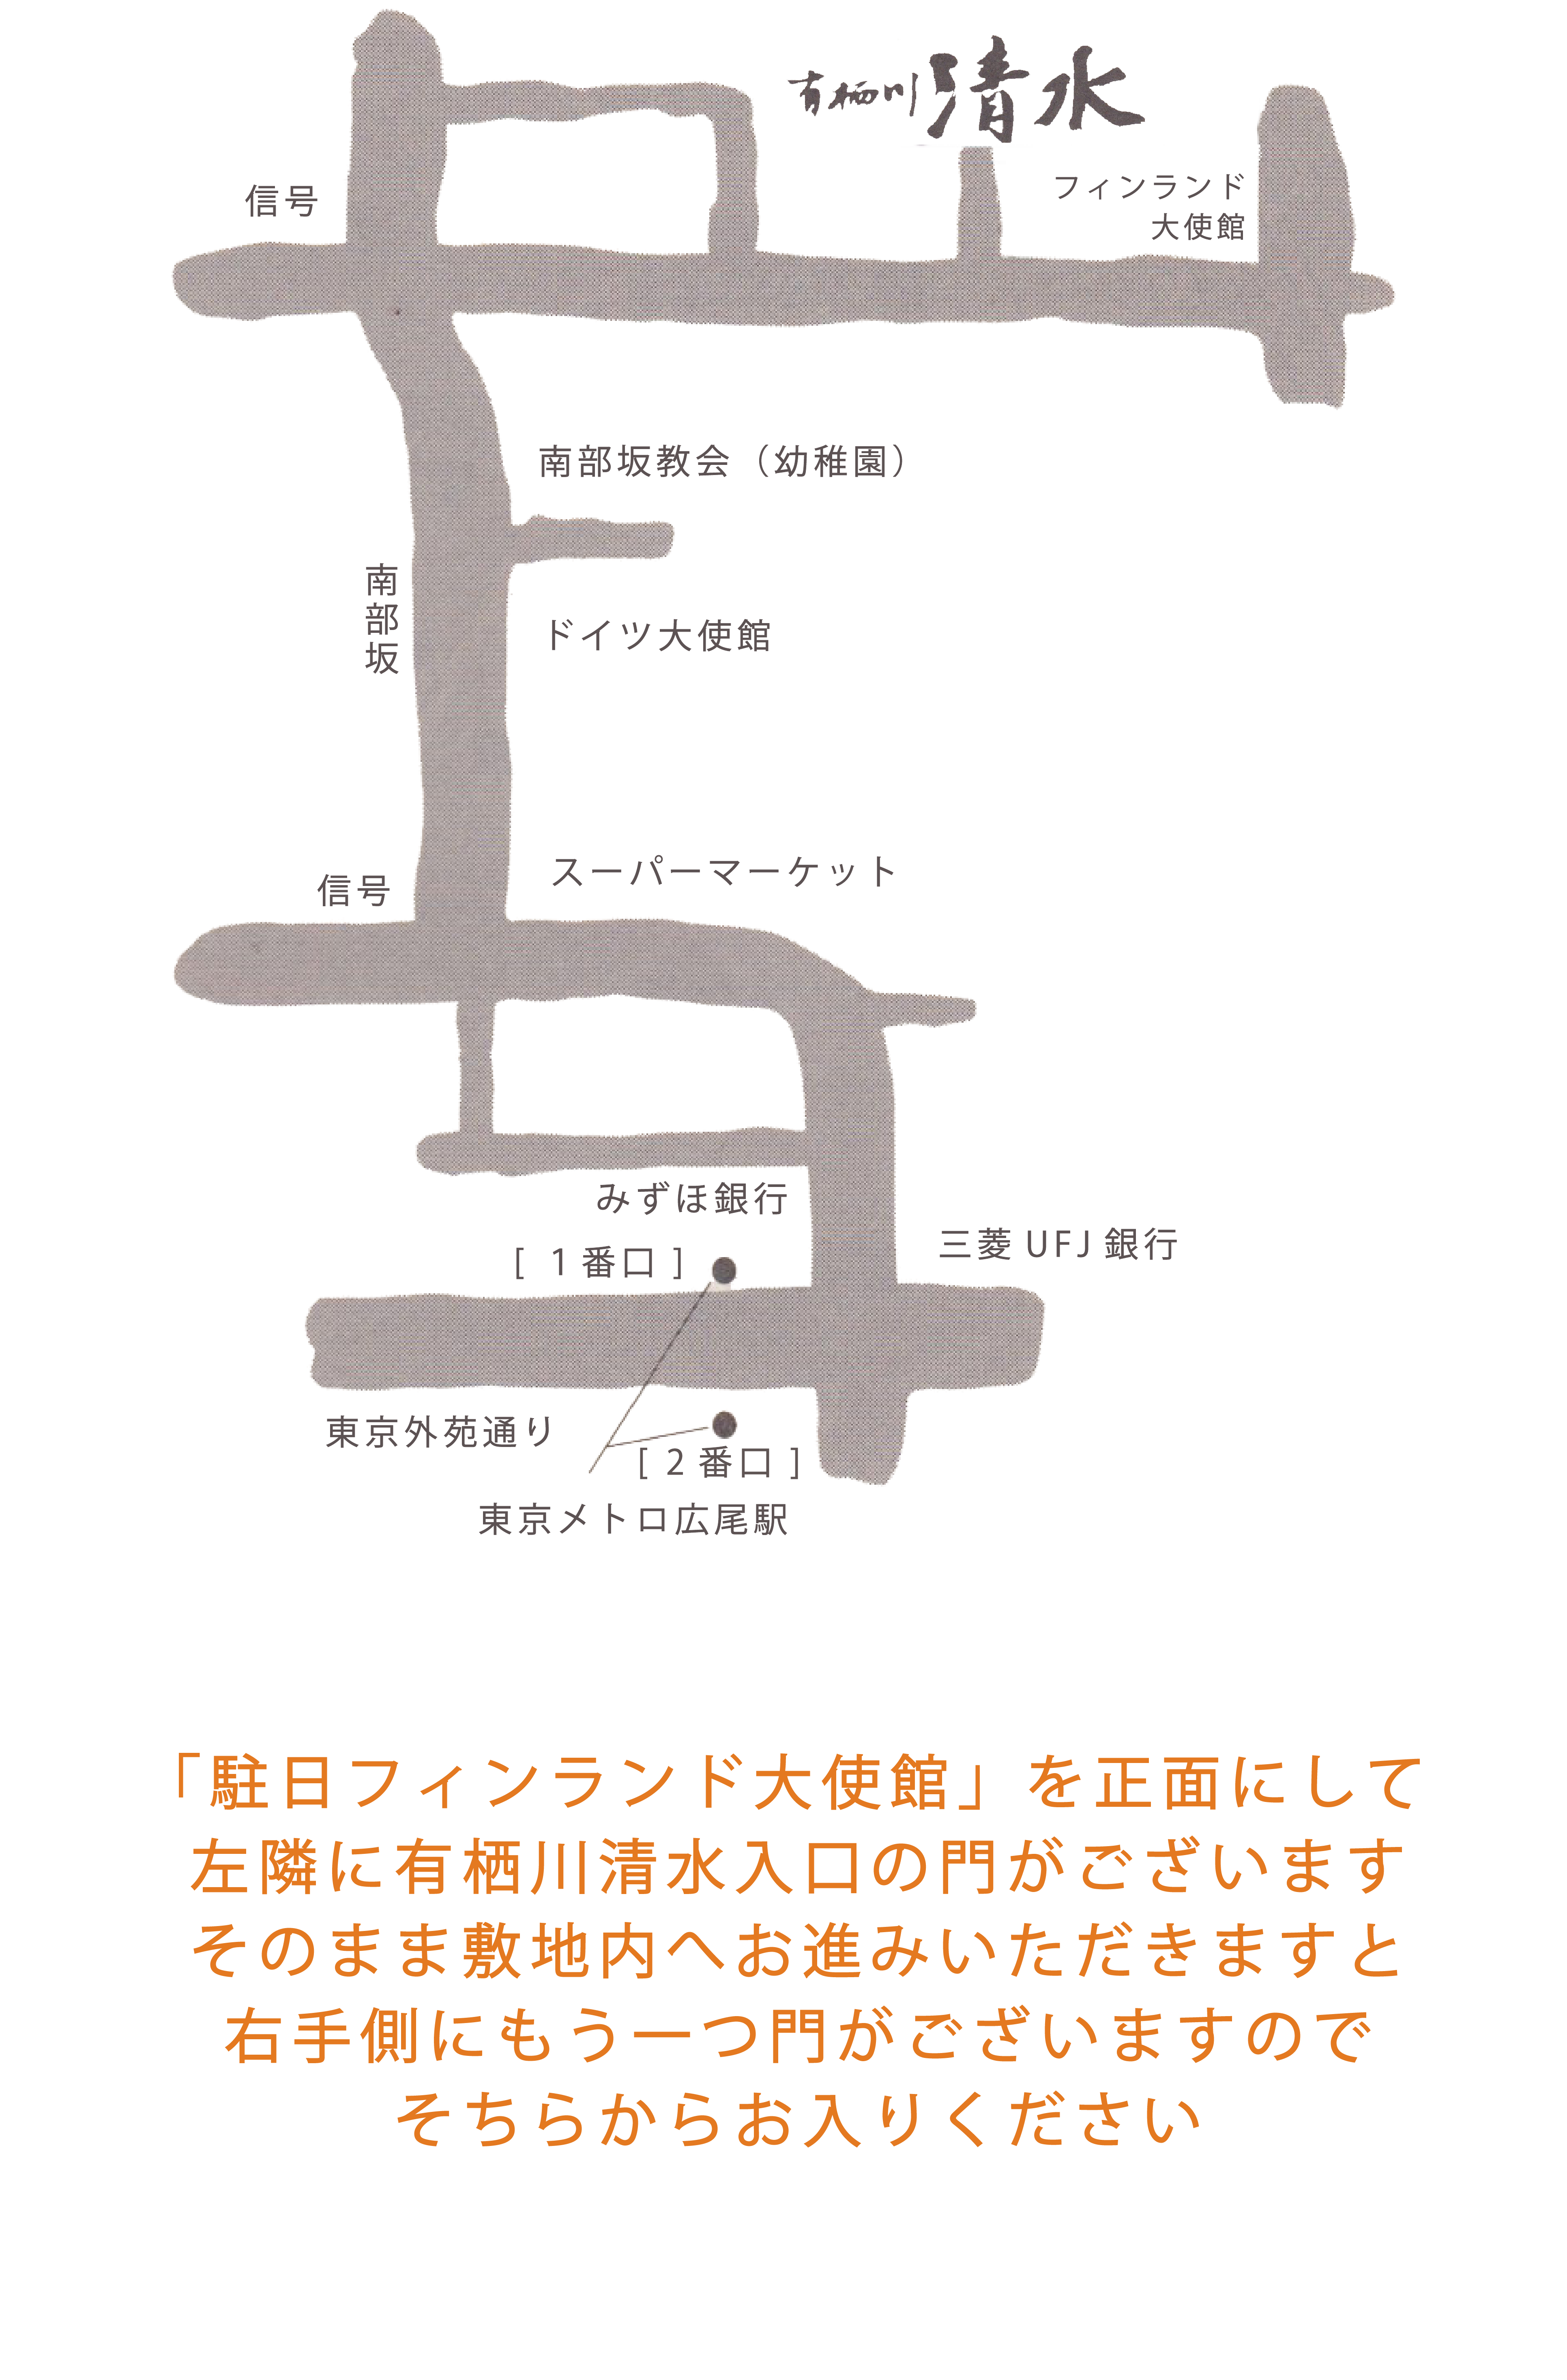 有栖川清水
フィンランド
大使館
信号
南部坂教会（幼稚園）
南部坂
ドイツ大使館
スーパーマーケット
信号
みずほ銀行
三菱 UFJ 銀行
[ 1 番口 ]
東京外苑通り
[ 2 番口 ]
東京メトロ広尾駅
「駐日フィンランド大使館」を正面にして
左隣に有栖川清水入口の門がございます
そのまま敷地内へお進みいただきますと
右手側にもう一つ門がございますので
そちらからお入りください